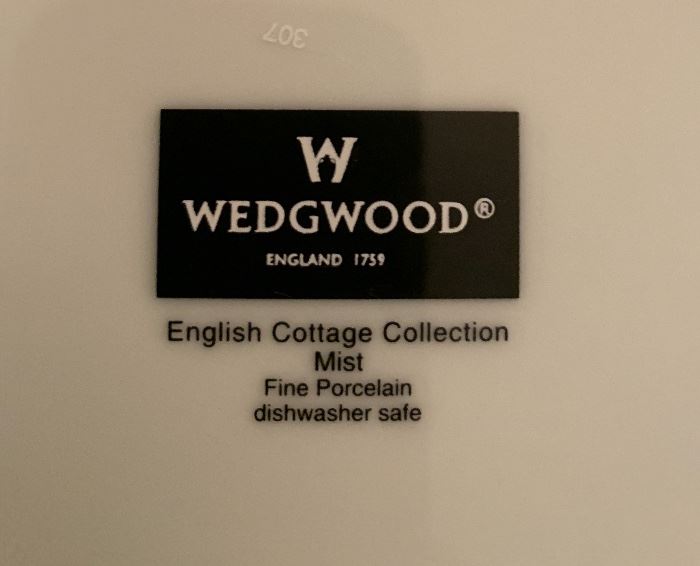 307
W
WEDGWOOD®
ENGLAND 1759
English Cottage Collection
Mist
Fine Porcelain
dishwasher safe